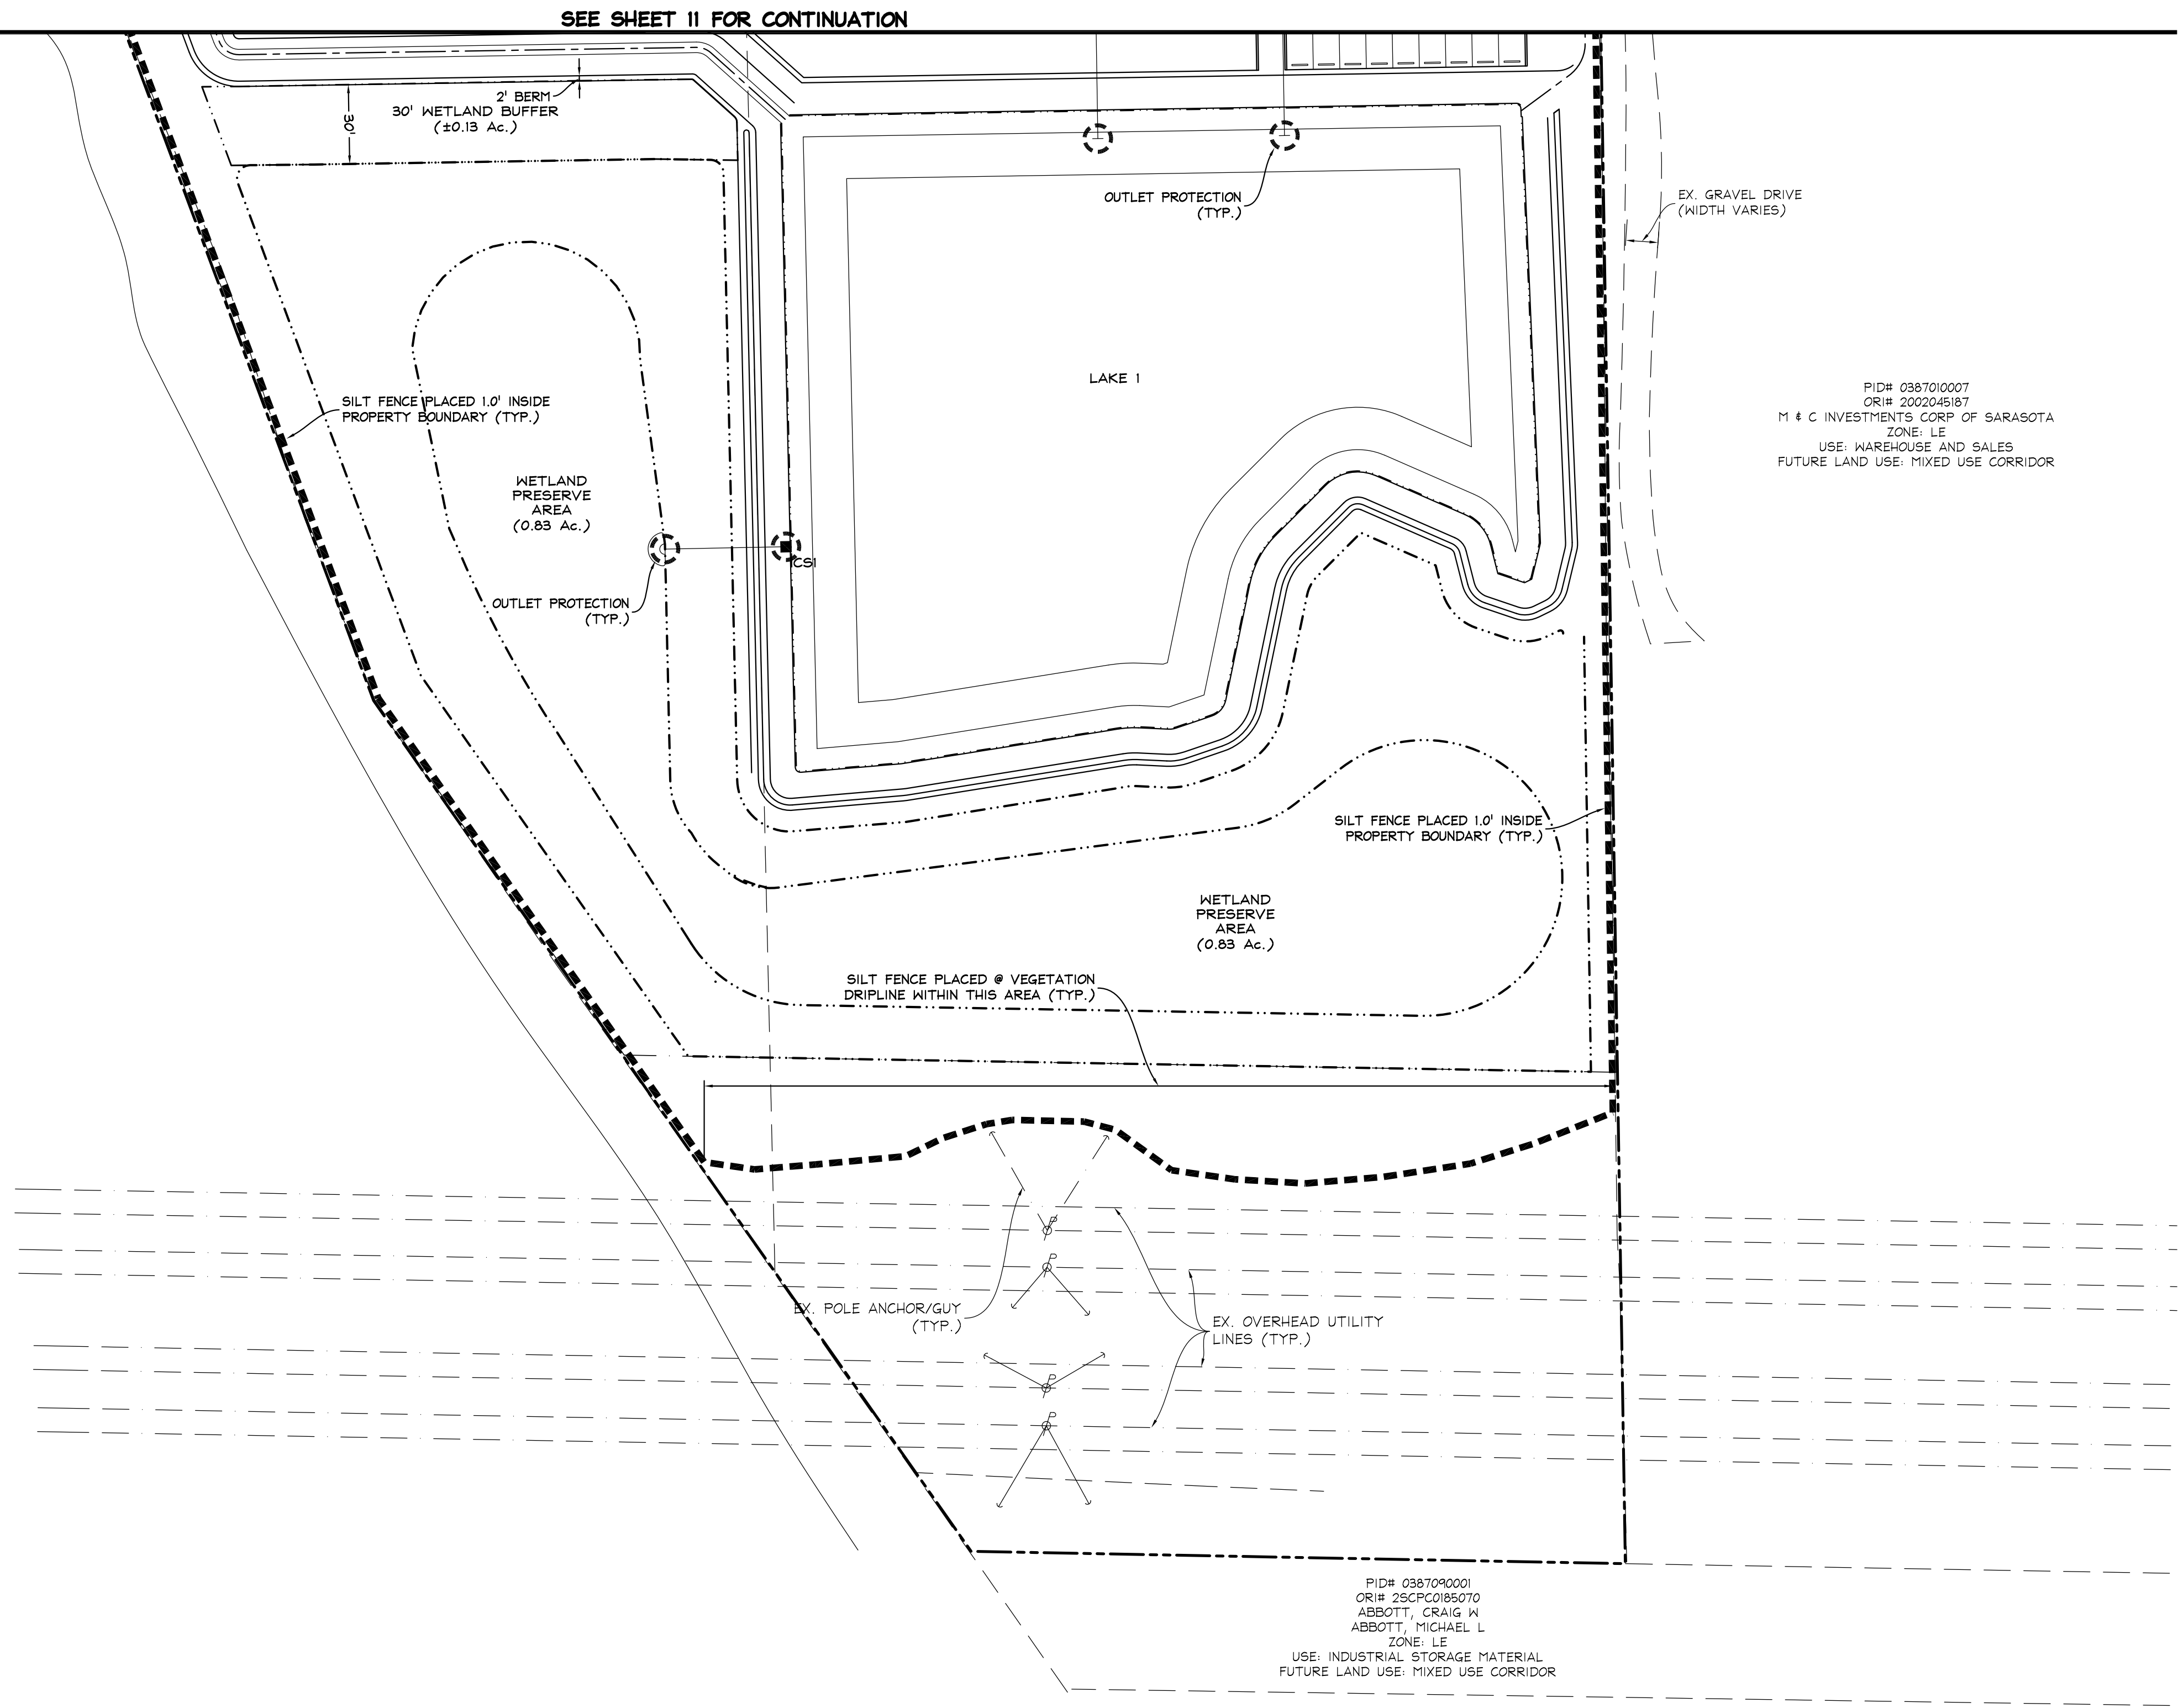 SEE SHEET 11 FOR CONTINUATION
2' BERM
30' WETLAND BUFFER
(±0.13 Ac.)
30'
OUTLET PROTECTION
(TYP.)
EX. GRAVEL DRIVE
(WIDTH VARIES)
LAKE 1
PID# 0387010007
ORI# 2002045187
M & C INVESTMENTS CORP OF SARASOTA
ZONE: LE
USE: WAREHOUSE AND SALES
FUTURE LAND USE: MIXED USE CORRIDOR
SILT FENCE PLACED 1.0' INSIDE
PROPERTY BOUNDARY (TYP.)
WETLAND
PRESERVE
AREA
(0.83 Ac.)
CS1
OUTLET PROTECTION
(TYP.)
SILT FENCE PLACED 1.0' INSIDE
PROPERTY BOUNDARY (TYP.)
WETLAND
PRESERVE
AREA
(0.83 Ac.)
SILT FENCE PLACED @ VEGETATION
DRIPLINE WITHIN THIS AREA (TYP.)
P
P
EX. POLE ANCHOR/GUY
(TYP.)
EX. OVERHEAD UTILITY
LINES (TYP.)
P
P
PID# 0387090001
ORI# 2SCPC0185070
ABBOTT, CRAIG W
ABBOTT, MICHAEL L
ZONE: LE
USE: INDUSTRIAL STORAGE MATERIAL
FUTURE LAND USE: MIXED USE CORRIDOR